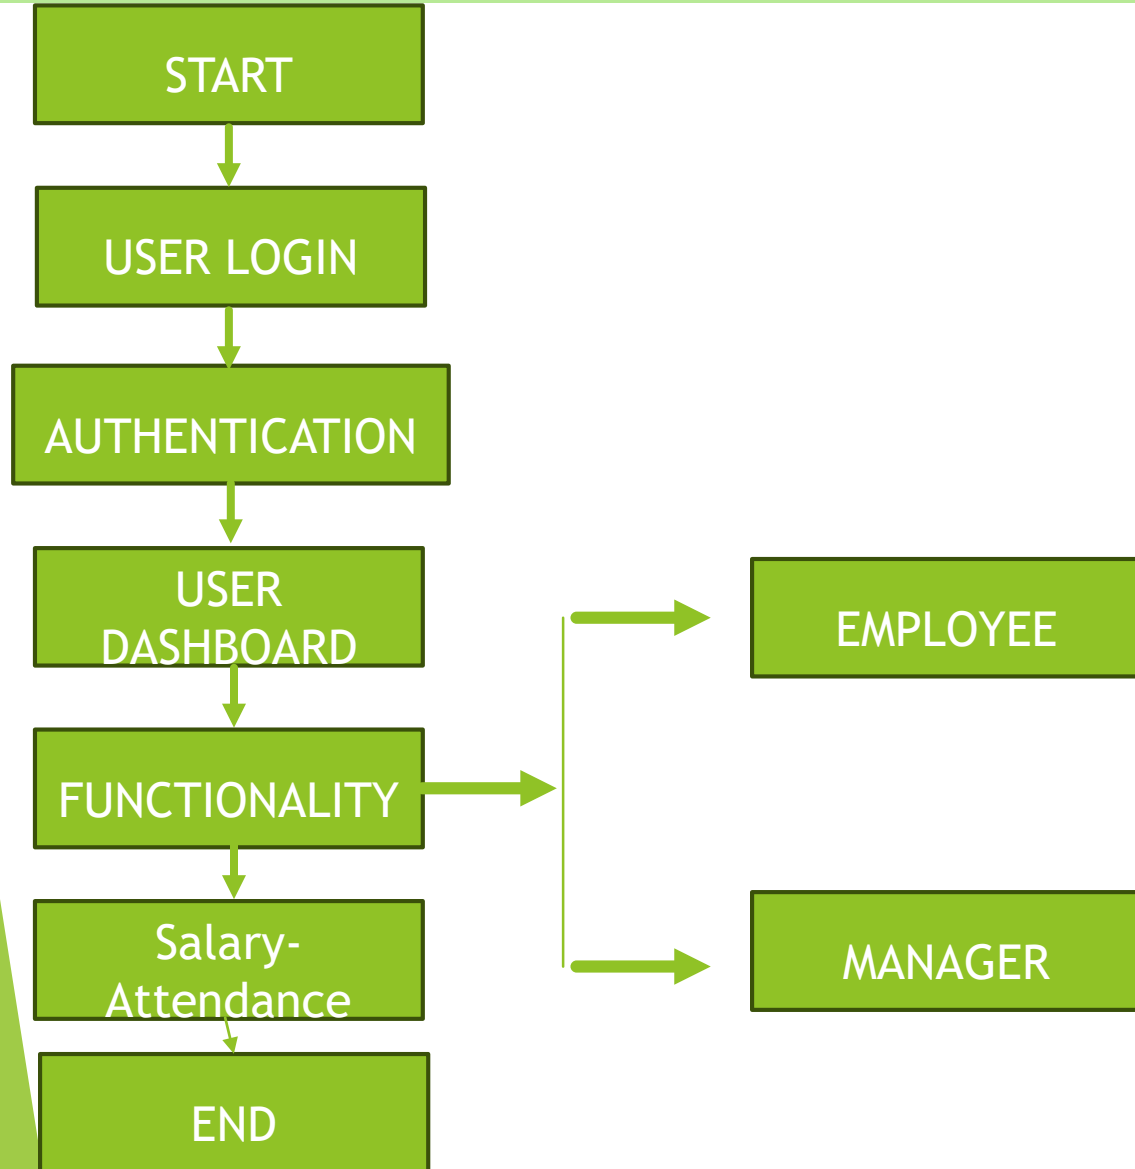 START
USER LOGIN
AUTHENTICATION
USER
DASHBOARD
EMPLOYEE
FUNCTIONALITY
Salary-
Attendance
MANAGER
END